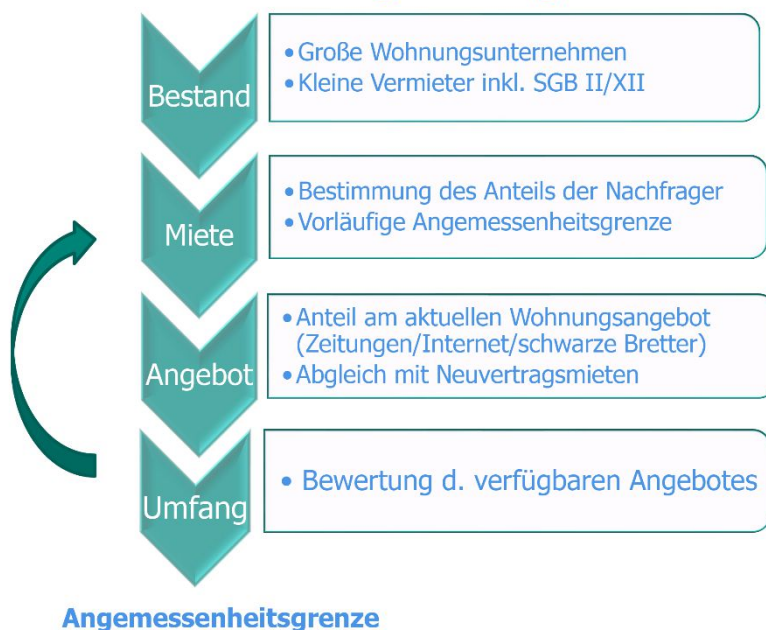 Bestand
• Große Wohnungsunternehmen
• Kleine Vermieter inkl. SGB II/XII
Miete
• Bestimmung des Anteils der Nachfrager
• Vorläufige Angemessenheitsgrenze
Angebot
• Anteil am aktuellen Wohnungsangebot
(Zeitungen/Internet/schwarze Bretter)
• Abgleich mit Neuvertragsmieten
Umfang
• Bewertung d. verfügbaren Angebotes
Angemessenheitsgrenze